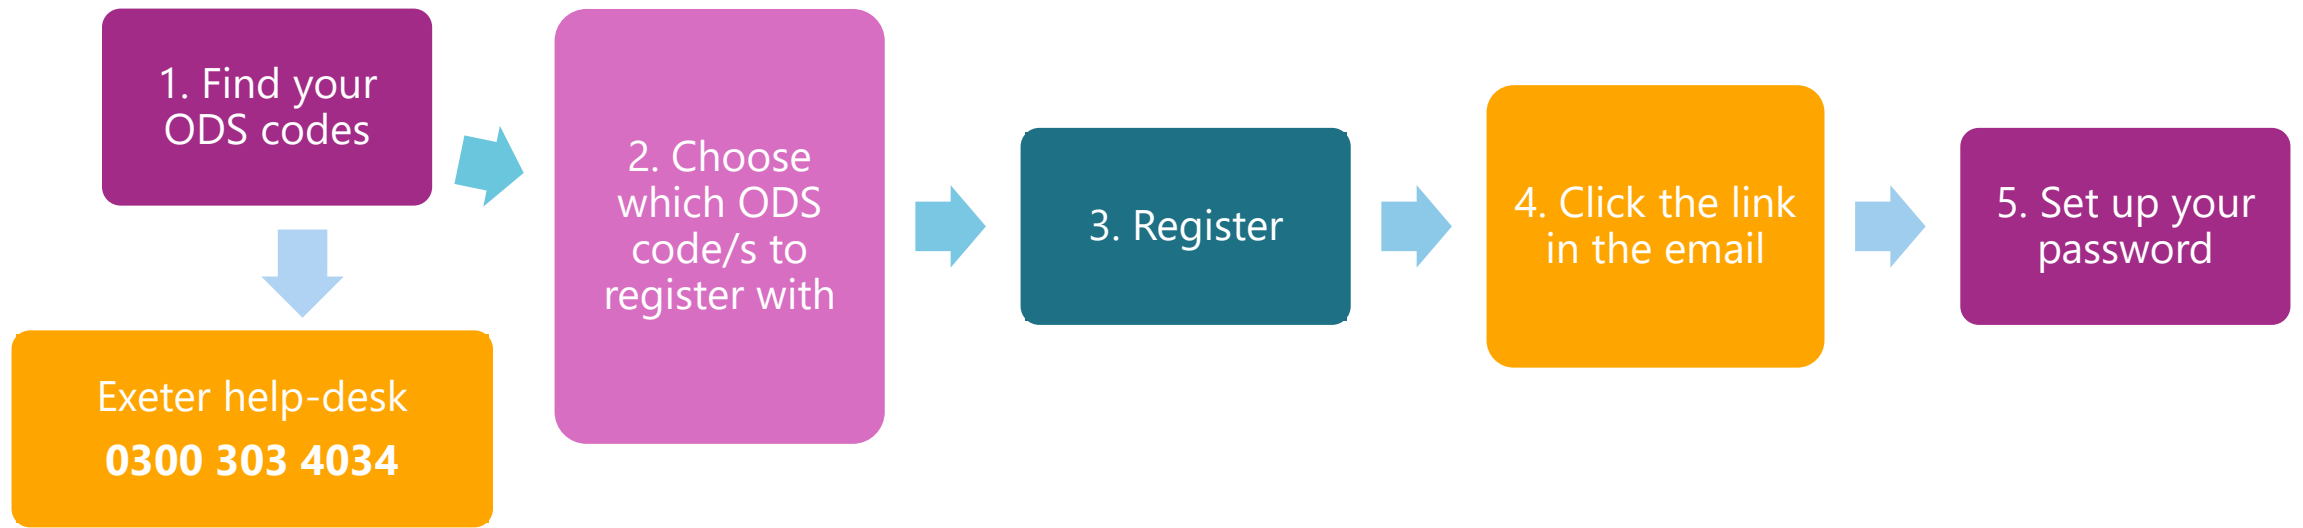 1. Find your
ODS codes
Exeter help-desk
0300 303 4034
2. Choose
which ODS
code/s to
register with
3. Register
4. Click the link
in the email
5. Set up your
password